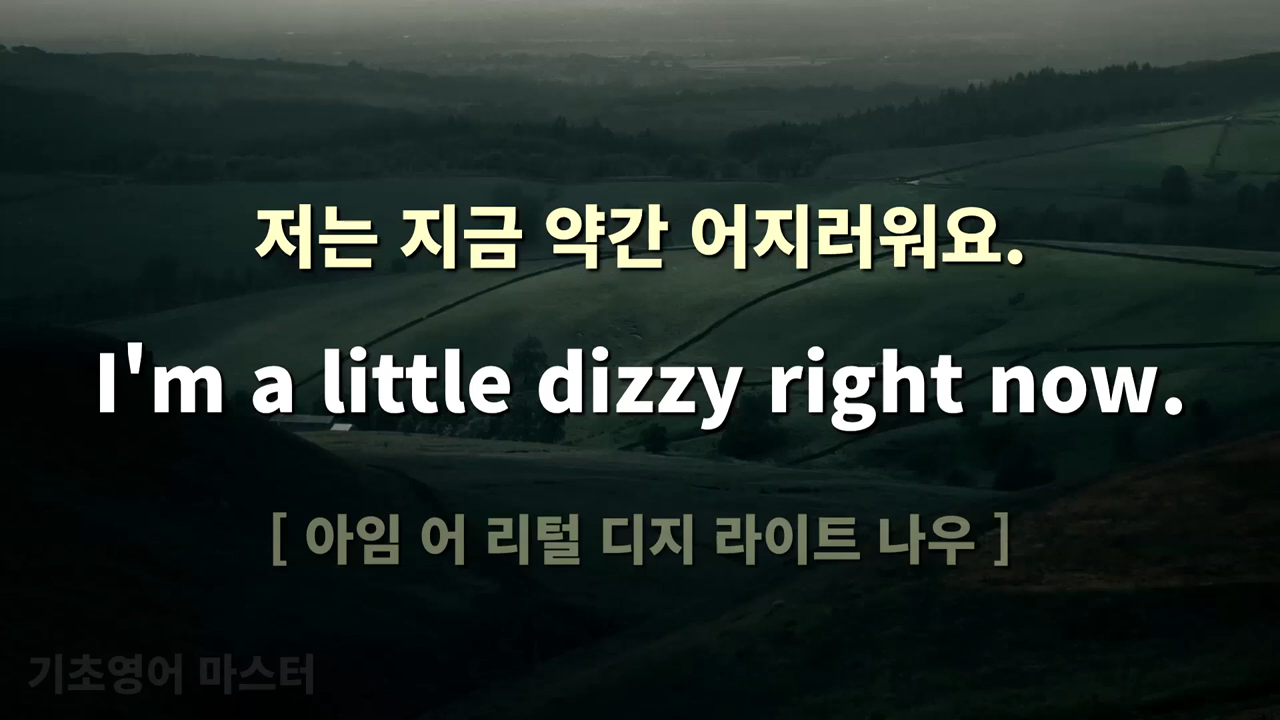 저는 지금 약간 어지러워요.
I'm a little dizzy right now.
[ 아임 어 리털 디지 라이트 나우 ]
기초영어 마스터